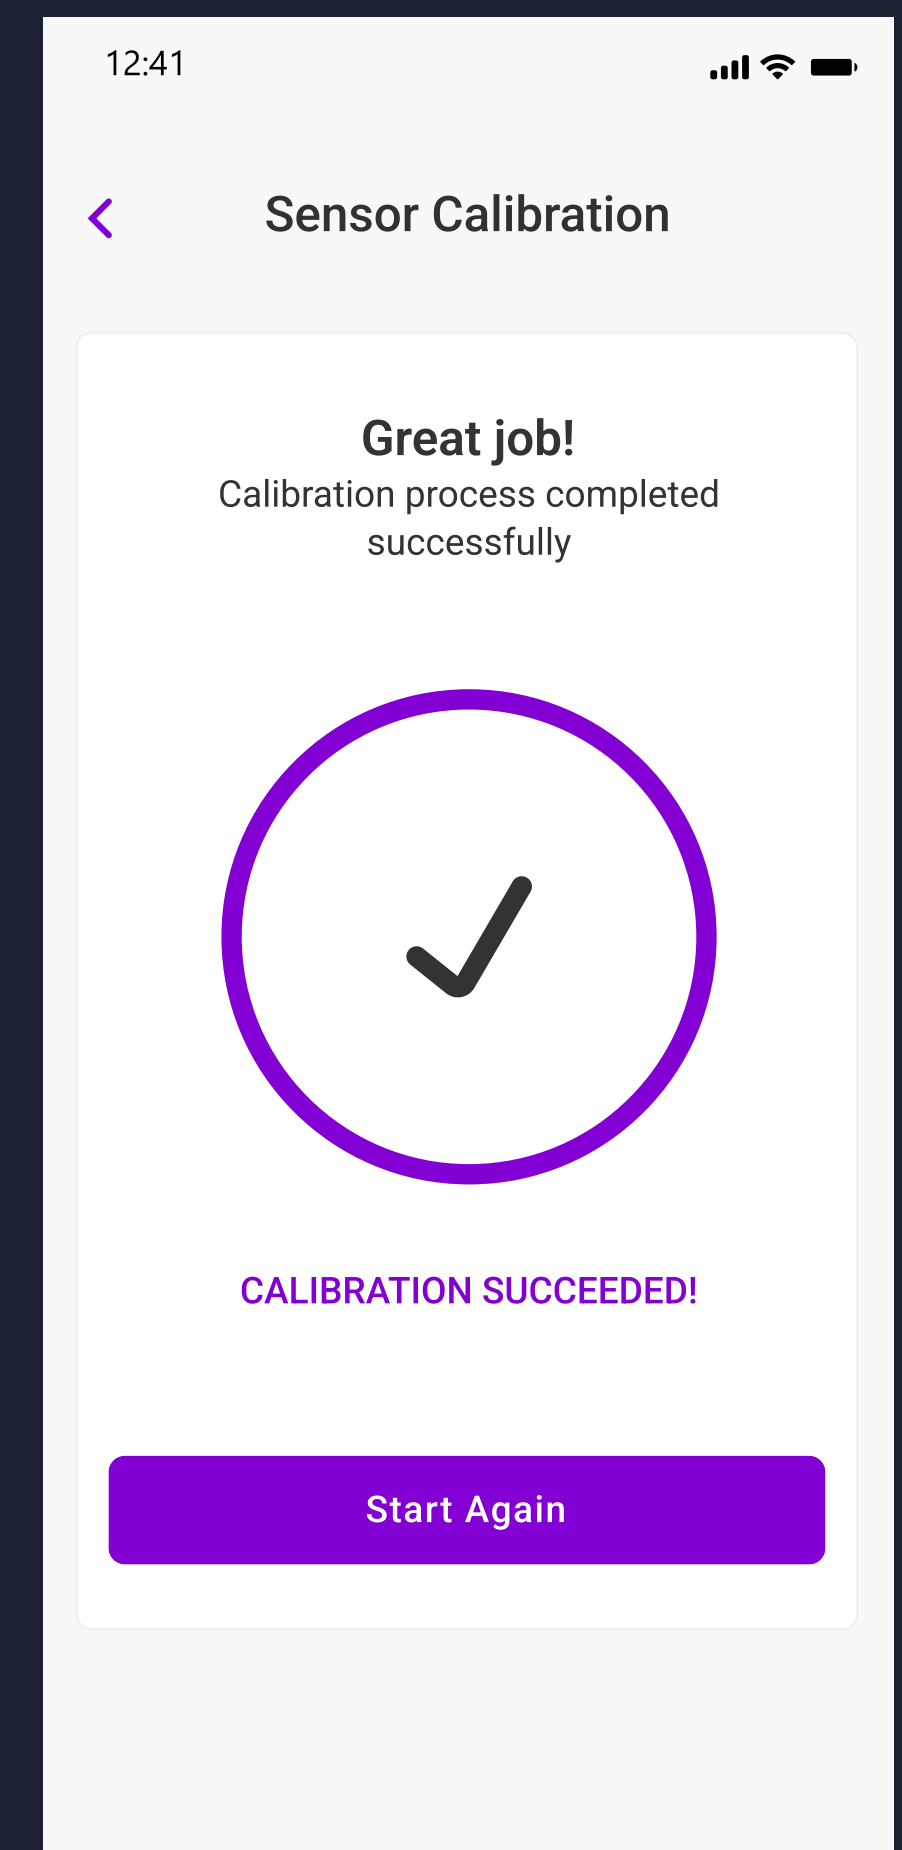 12:41
Sensor Calibration
Great job!
Calibration process completed
successfully
CALIBRATION SUCCEEDED!
Start Again